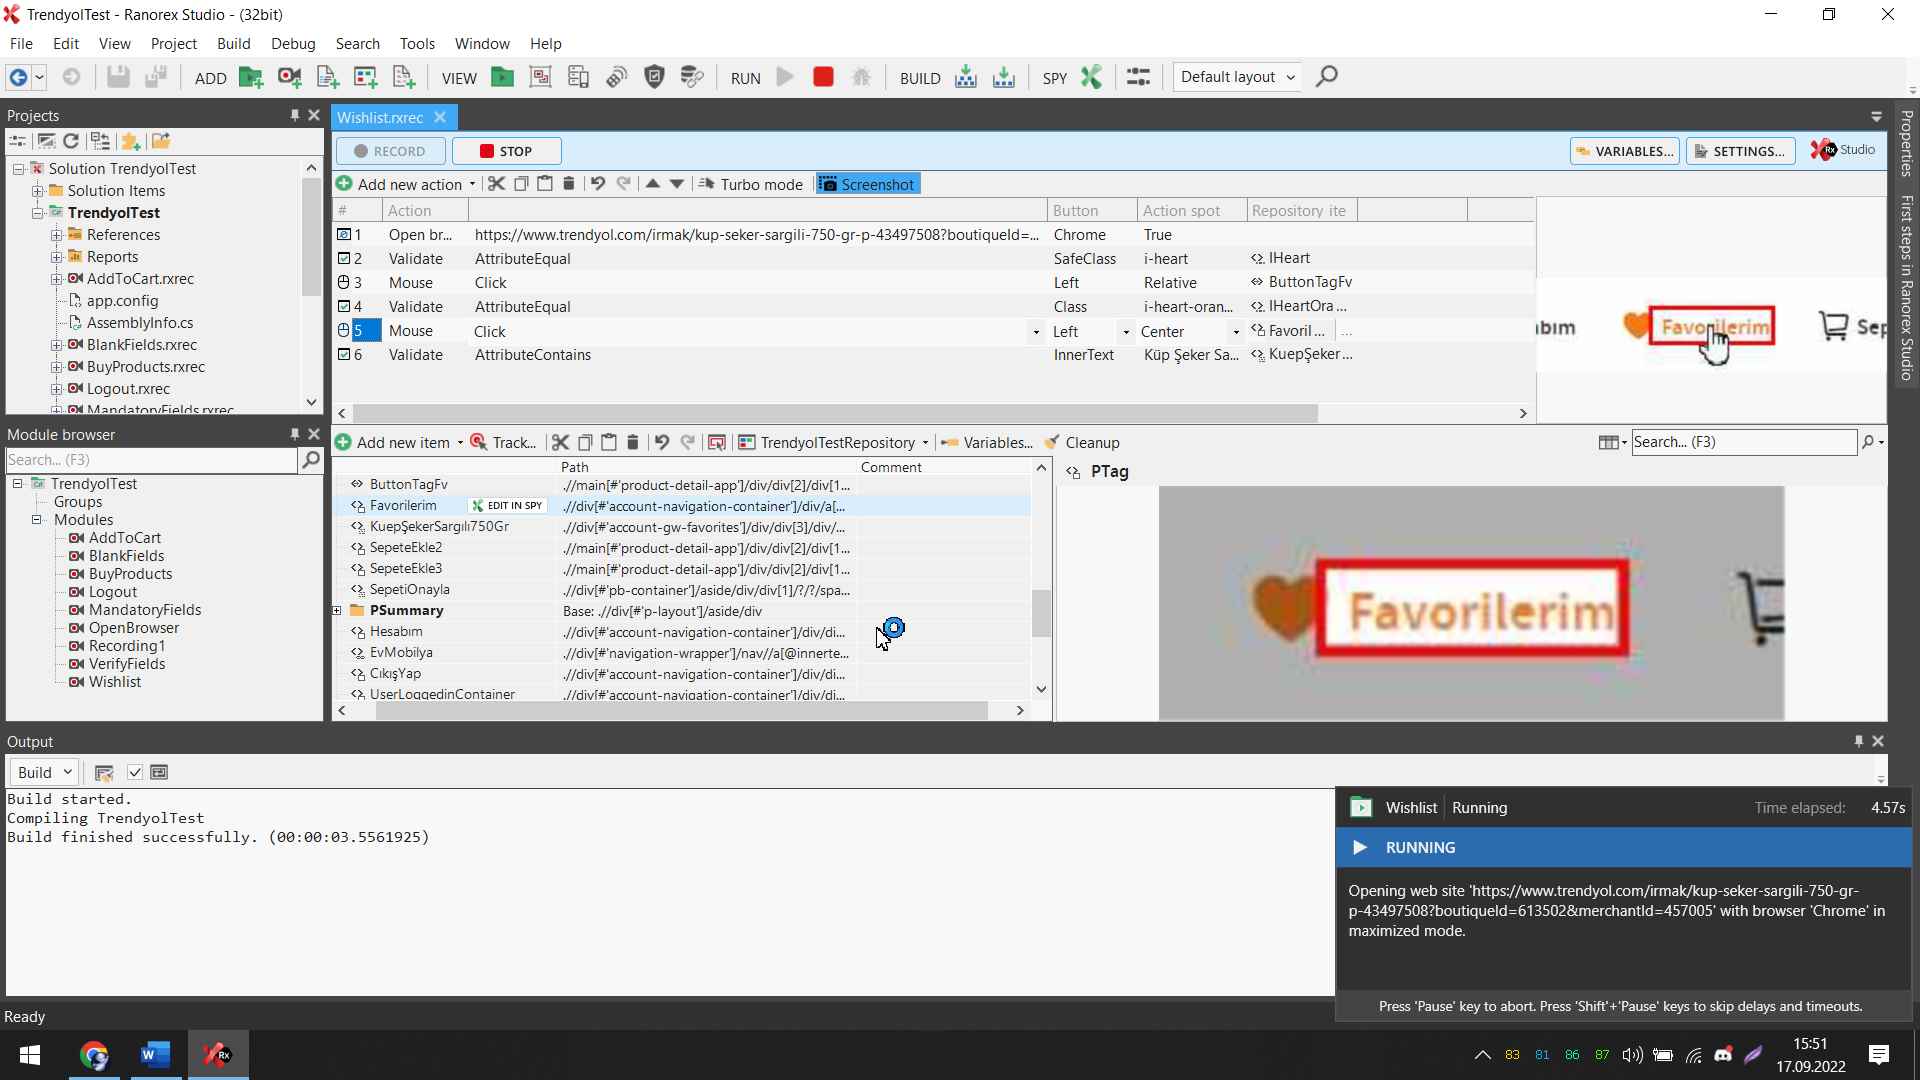 TrendyolTest - Ranorex Studio - (32bit)
File Edit View Project Build Debug Search Tools Window Help
ADD VIEW RUN BUILD SPY Default layout
Projects
Solution TrendyolTest
Solution Items
TrendyolTest
References
Reports
AddToCart.rxrec
app.config
AssemblyInfo.cs
BlankFields.rxrec
BuyProducts.rxrec
Logout.rxrec
MandatoryFields.rxrec
Module browser
Search... (F3)
TrendyolTest
Groups
Modules
AddToCart
BlankFields
BuyProducts
Logout
MandatoryFields
OpenBrowser
Recording1
VerifyFields
Wishlist
Wishlist.rxrec
RECORD STOP VARIABLES... SETTINGS... Rx Studio
Add new action Turbo mode Screenshot
# Action Button Action spot Repository ite
1 Open br... https://www.trendyol.com/irmak/kup-seker-sargili-750-gr-p-43497508?boutiqueId=... Chrome True
2 Validate AttributeEqual SafeClass i-heart IHeart
3 Mouse Click Left Relative ButtonTagFv
4 Validate AttributeEqual Class i-heart-oran... IHeartOra ...
5 Mouse Click Left Center Favoril ... ...
6 Validate AttributeContains InnerText Küp Şeker Sa... KuepŞeker ...
Favorilerim
Add new item Track... TrendyolTestRepository Variables... Cleanup Search... (F3)
Path Comment
ButtonTagFv .//main[#'product-detail-app']/div/div[2]/div[1...
Favorilerim EDIT IN SPY .//div[#'account-navigation-container']/div/a[...
KuepŞekerSargılı750Gr .//div[#'account-gw-favorites']/div/div[3]/div/...
SepeteEkle2 .//main[#'product-detail-app']/div/div[2]/div[1...
SepeteEkle3 .//main[#'product-detail-app']/div/div[2]/div[1...
SepetiOnayla .//div[#'pb-container']/aside/div/div[1]/?/?/spa...
PSummary Base: .//div[#'p-layout']/aside/div
Hesabım .//div[#'account-navigation-container']/div/di...
EvMobilya .//div[#'navigation-wrapper']/nav//a[@innerte...
CıkışYap .//div[#'account-navigation-container']/div/di...
UserLoggedinContainer .//div[#'account-navigation-container']/div/di...
PTag
Favorilerim
Properties
First steps in Ranorex Studio
Output
Build
Build started.
Compiling TrendyolTest
Build finished successfully. (00:00:03.5561925)
Wishlist Running Time elapsed: 4.57s
RUNNING
Opening web site 'https://www.trendyol.com/irmak/kup-seker-sargili-750-gr-
p-43497508?boutiqueId=613502&merchantId=457005' with browser 'Chrome' in
maximized mode.
Press 'Pause' key to abort. Press 'Shift'+'Pause' keys to skip delays and timeouts.
Ready
83 81 86 87
15:51
17.09.2022